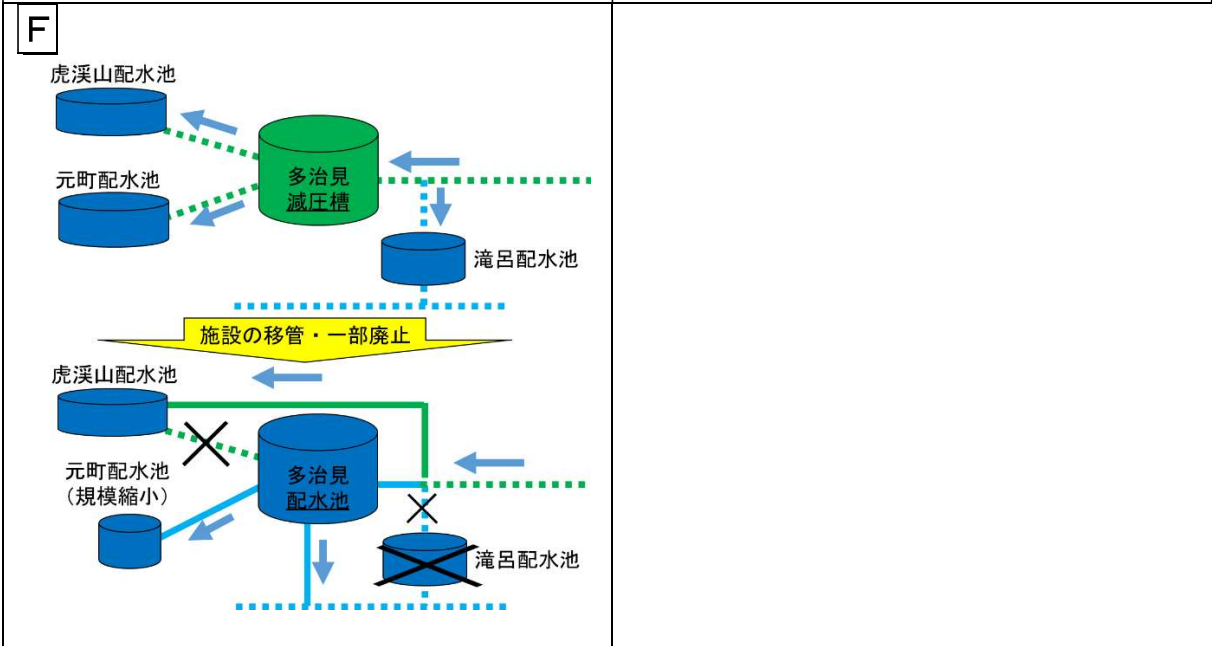 F
虎渓山配水池
元町配水池
多治見
減圧槽
滝呂配水池
施設の移管・一部廃止
虎渓山配水池
元町配水池
(規模縮小)
多治見
配水池
滝呂配水池